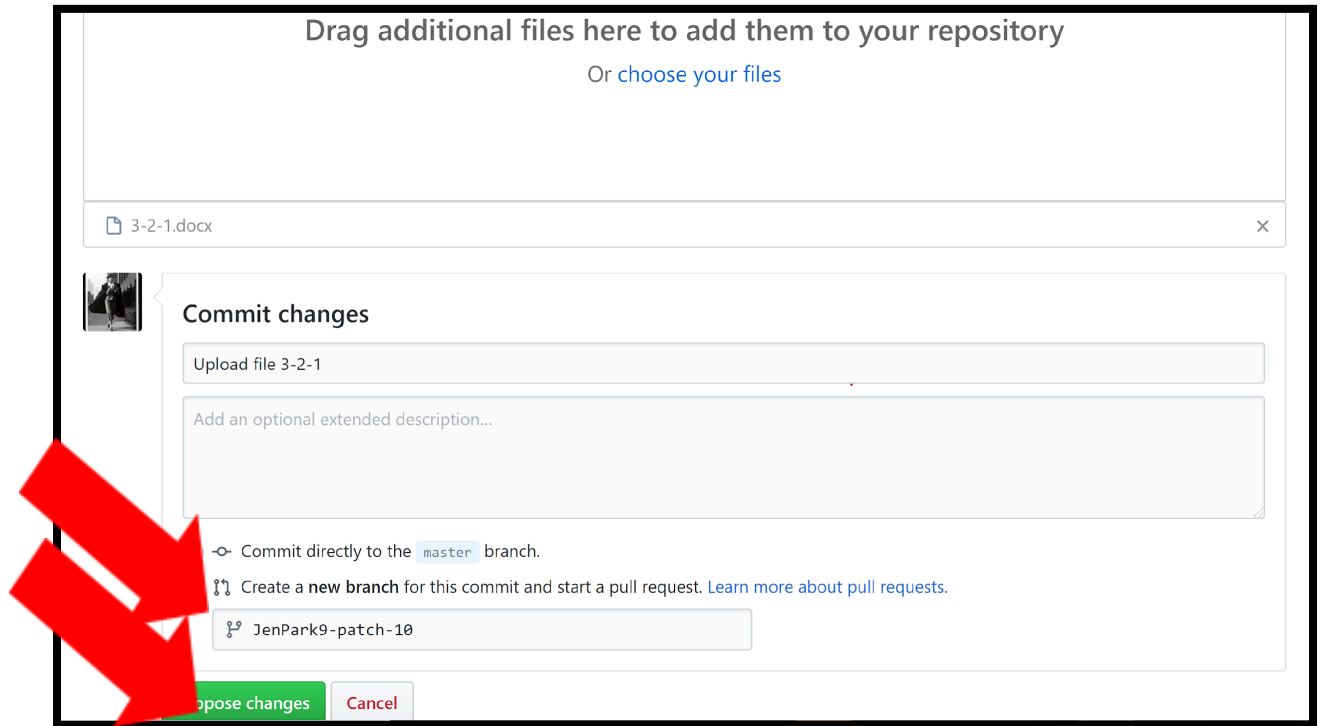 Drag additional files here to add them to your repository
Or choose your files
3-2-1.docx
Commit changes
Upload file 3-2-1
Add an optional extended description...
Commit directly to the master branch.
Create a new branch for this commit and start a pull request. Learn more about pull requests.
JenPark9-patch-10
changes Cancel